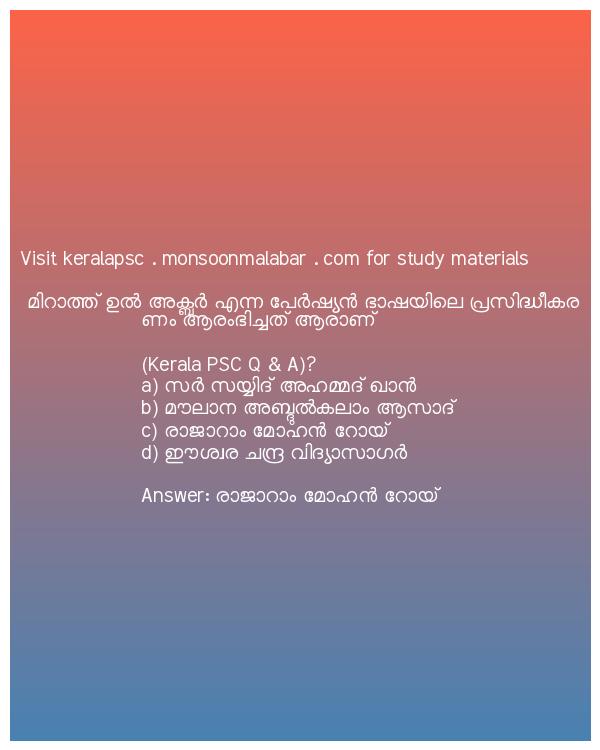 Visit keralapsc . monsoonmalabar . com for study materials
മിറാത്ത് ഉൽ അക്ബർ എന്ന പേർഷ്യൻ ഭാഷയിലെ പ്രസിദ്ധീകര
ണം ആരംഭിച്ചത് ആരാണ്
(Kerala PSC Q & A)?
a) സർ സയ്യിദ് അഹമ്മദ് ഖാൻ
b) മൗലാന അബ്ദുൽകലാം ആസാദ്
c) രാജാറാം മോഹൻ റോയ്
d) ഈശ്വര ചന്ദ്ര വിദ്യാസാഗർ
Answer: രാജാറാം മോഹൻ റോയ്